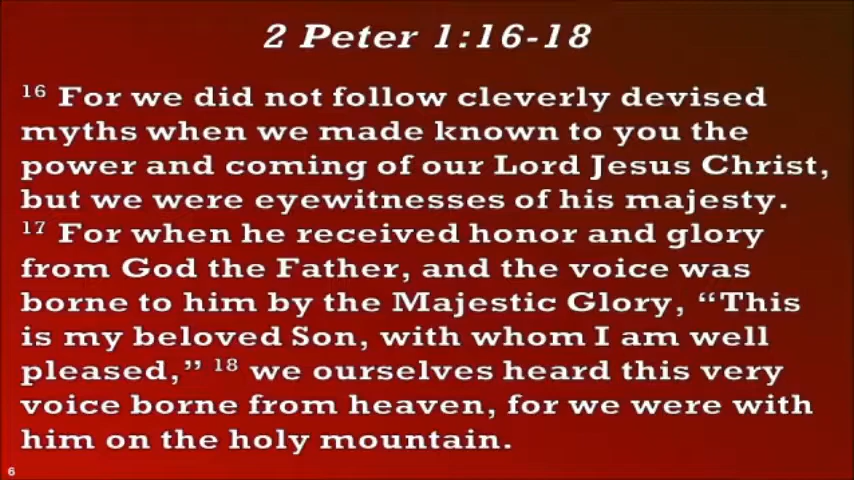 2 Peter 1:16-18
16 For we did not follow cleverly devised
myths when we made known to you the
power and coming of our Lord Jesus Christ,
but we were eyewitnesses of his majesty.
17 For when he received honor and glory
from God the Father, and the voice was
borne to him by the Majestic Glory, “This
is my beloved Son, with whom I am well
pleased,” 18 we ourselves heard this very
voice borne from heaven, for we were with
him on the holy mountain.
6